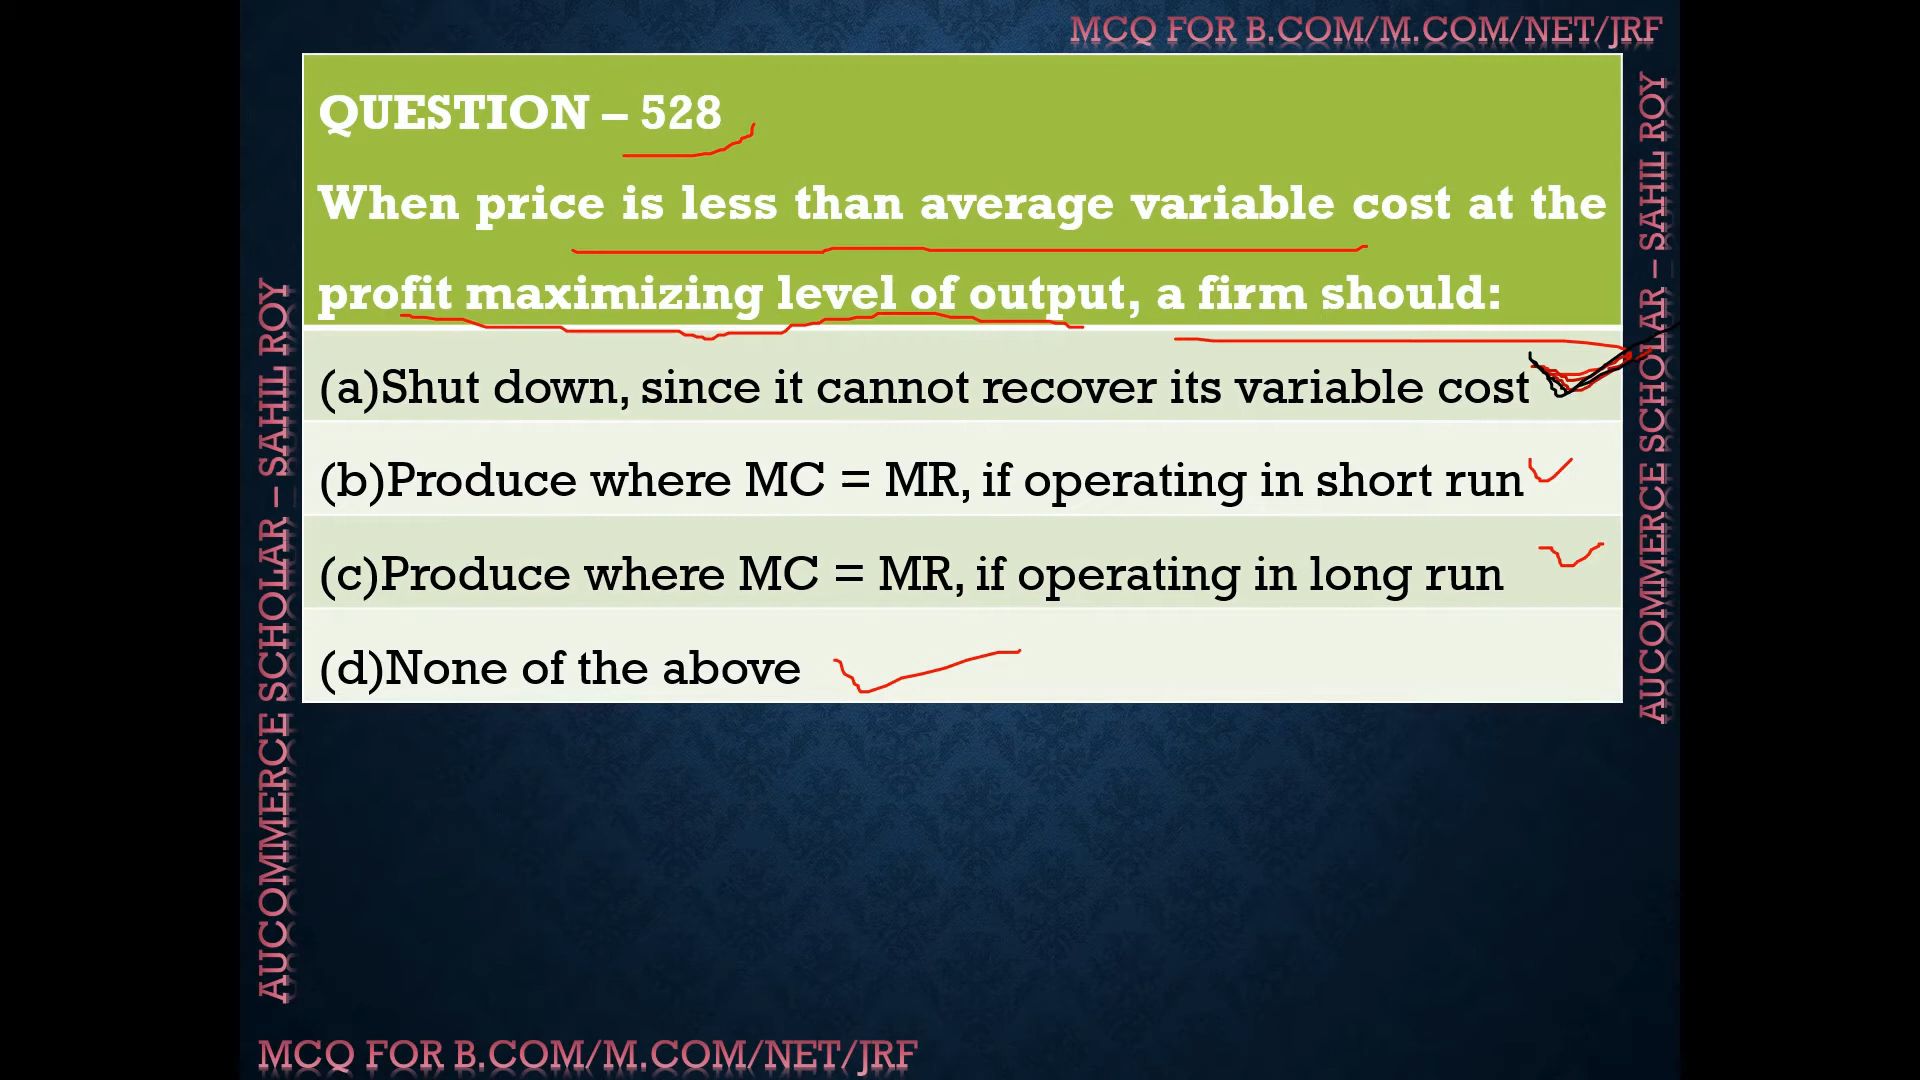 MCQ FOR B.COM/M.COM/NET/JRF
QUESTION – 528
When price is less than average variable cost at the
profit maximizing level of output, a firm should:
(a)Shut down, since it cannot recover its variable cost
(b)Produce where MC = MR, if operating in short run
(c)Produce where MC = MR, if operating in long run
(d)None of the above
AUCOMMERCE SCHOLAR – SAHIL ROY
AUCOMMERCE SCHOLAR – SAHIL ROY
MCQ FOR B.COM/M.COM/NET/JRF